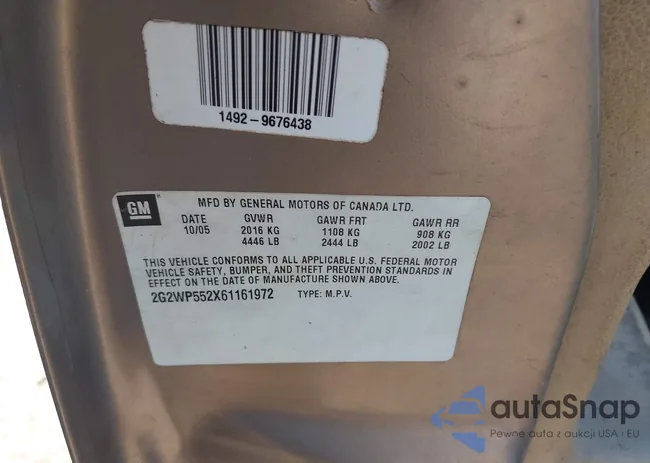 1492-9676438
GM
MFD BY GENERAL MOTORS OF CANADA LTD.
DATE GVWR GAWR FRT GAWR RR
10/05 2016 KG 1108 KG 908 KG
4446 LB 2444 LB 2002 LB
THIS VEHICLE CONFORMS TO ALL APPLICABLE U.S. FEDERAL MOTOR
VEHICLE SAFETY, BUMPER, AND THEFT PREVENTION STANDARDS IN
EFFECT ON THE DATE OF MANUFACTURE SHOWN ABOVE.
2G2WP552X61161972 TYPE: M.P.V.
autaSnap
Pewne auta z aukcji USA i EU